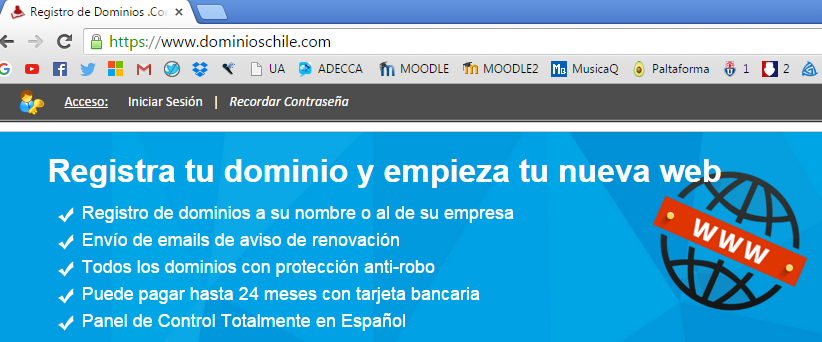 Registro de Dominios .Co
https://www.dominioschile.com
UA ADECCA MOODLE MOODLE2 MusicaQ Paltaforma 1 2
Acceso: Iniciar Sesión | Recordar Contraseña
Registra tu dominio y empieza tu nueva web
Registro de dominios a su nombre o al de su empresa
Envío de emails de aviso de renovación
Todos los dominios con protección anti-robo
Puede pagar hasta 24 meses con tarjeta bancaria
Panel de Control Totalmente en Español
WWW